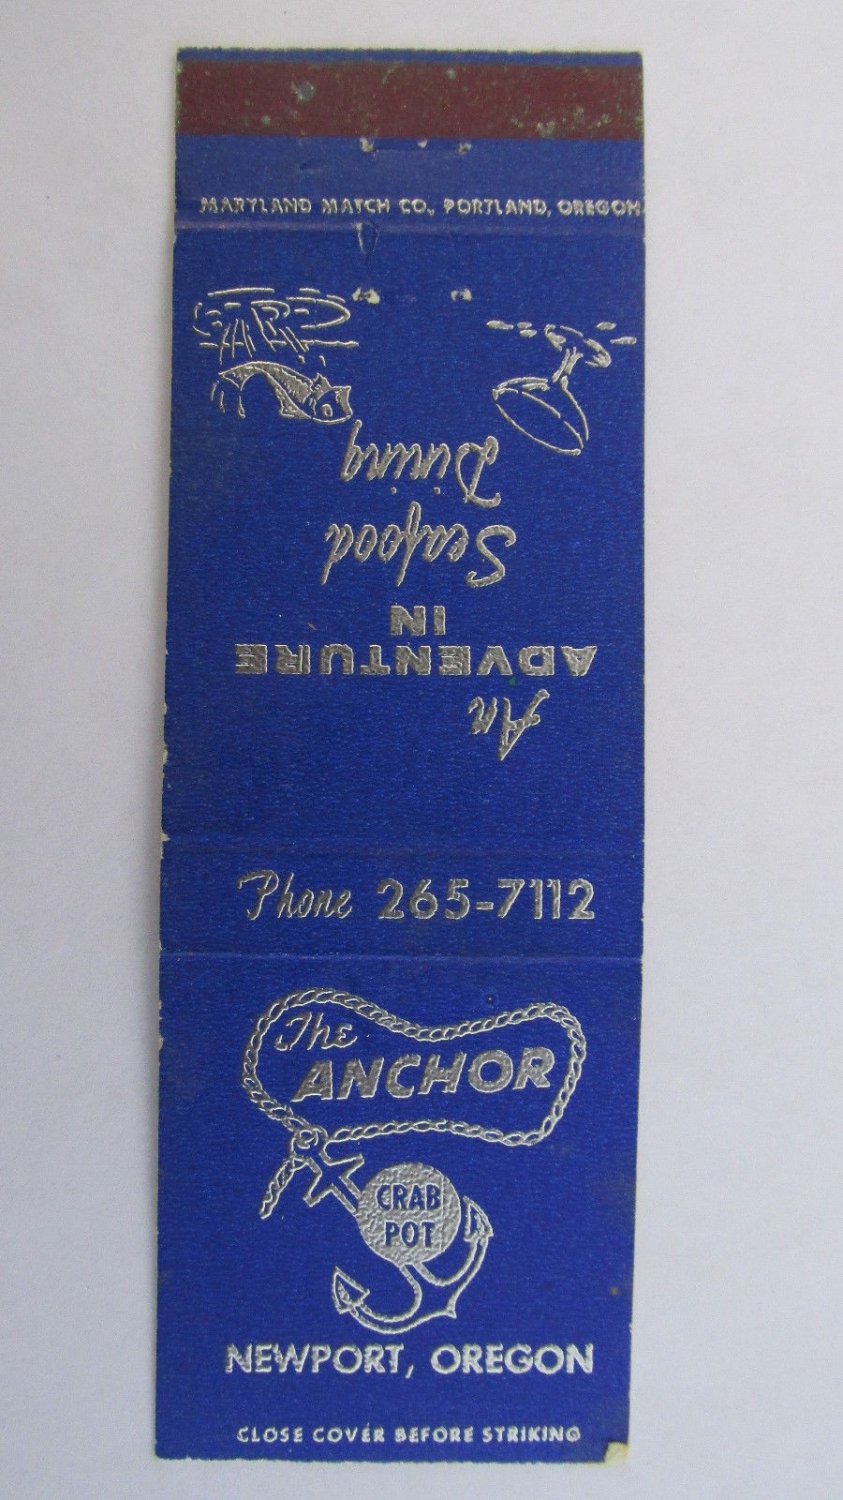 MARYLAND MATCH CO., PORTLAND, OREGON
An
ADVENTURE
IN
Seafood
Dining
Phone 265-7112
The
ANCHOR
CRAB
POT
NEWPORT, OREGON
CLOSE COVER BEFORE STRIKING